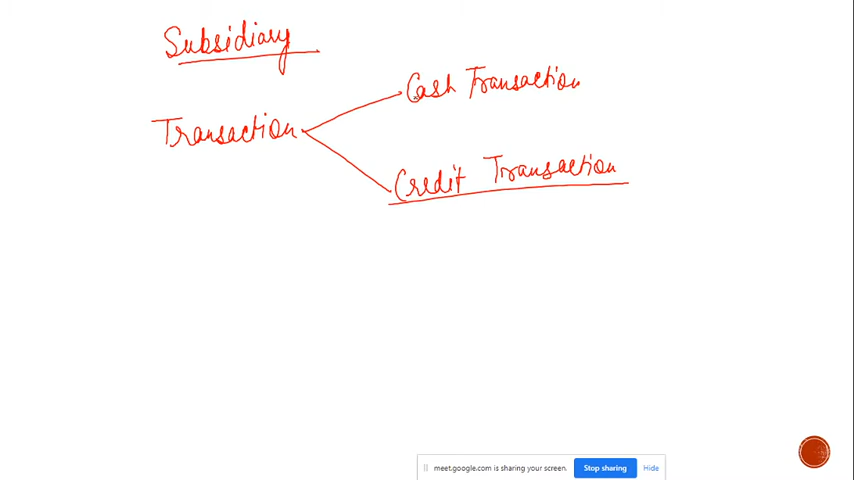 Subsidiary
Cash Transaction
Transaction
Credit Transaction
meet.google.com is sharing your screen. Stop sharing Hide